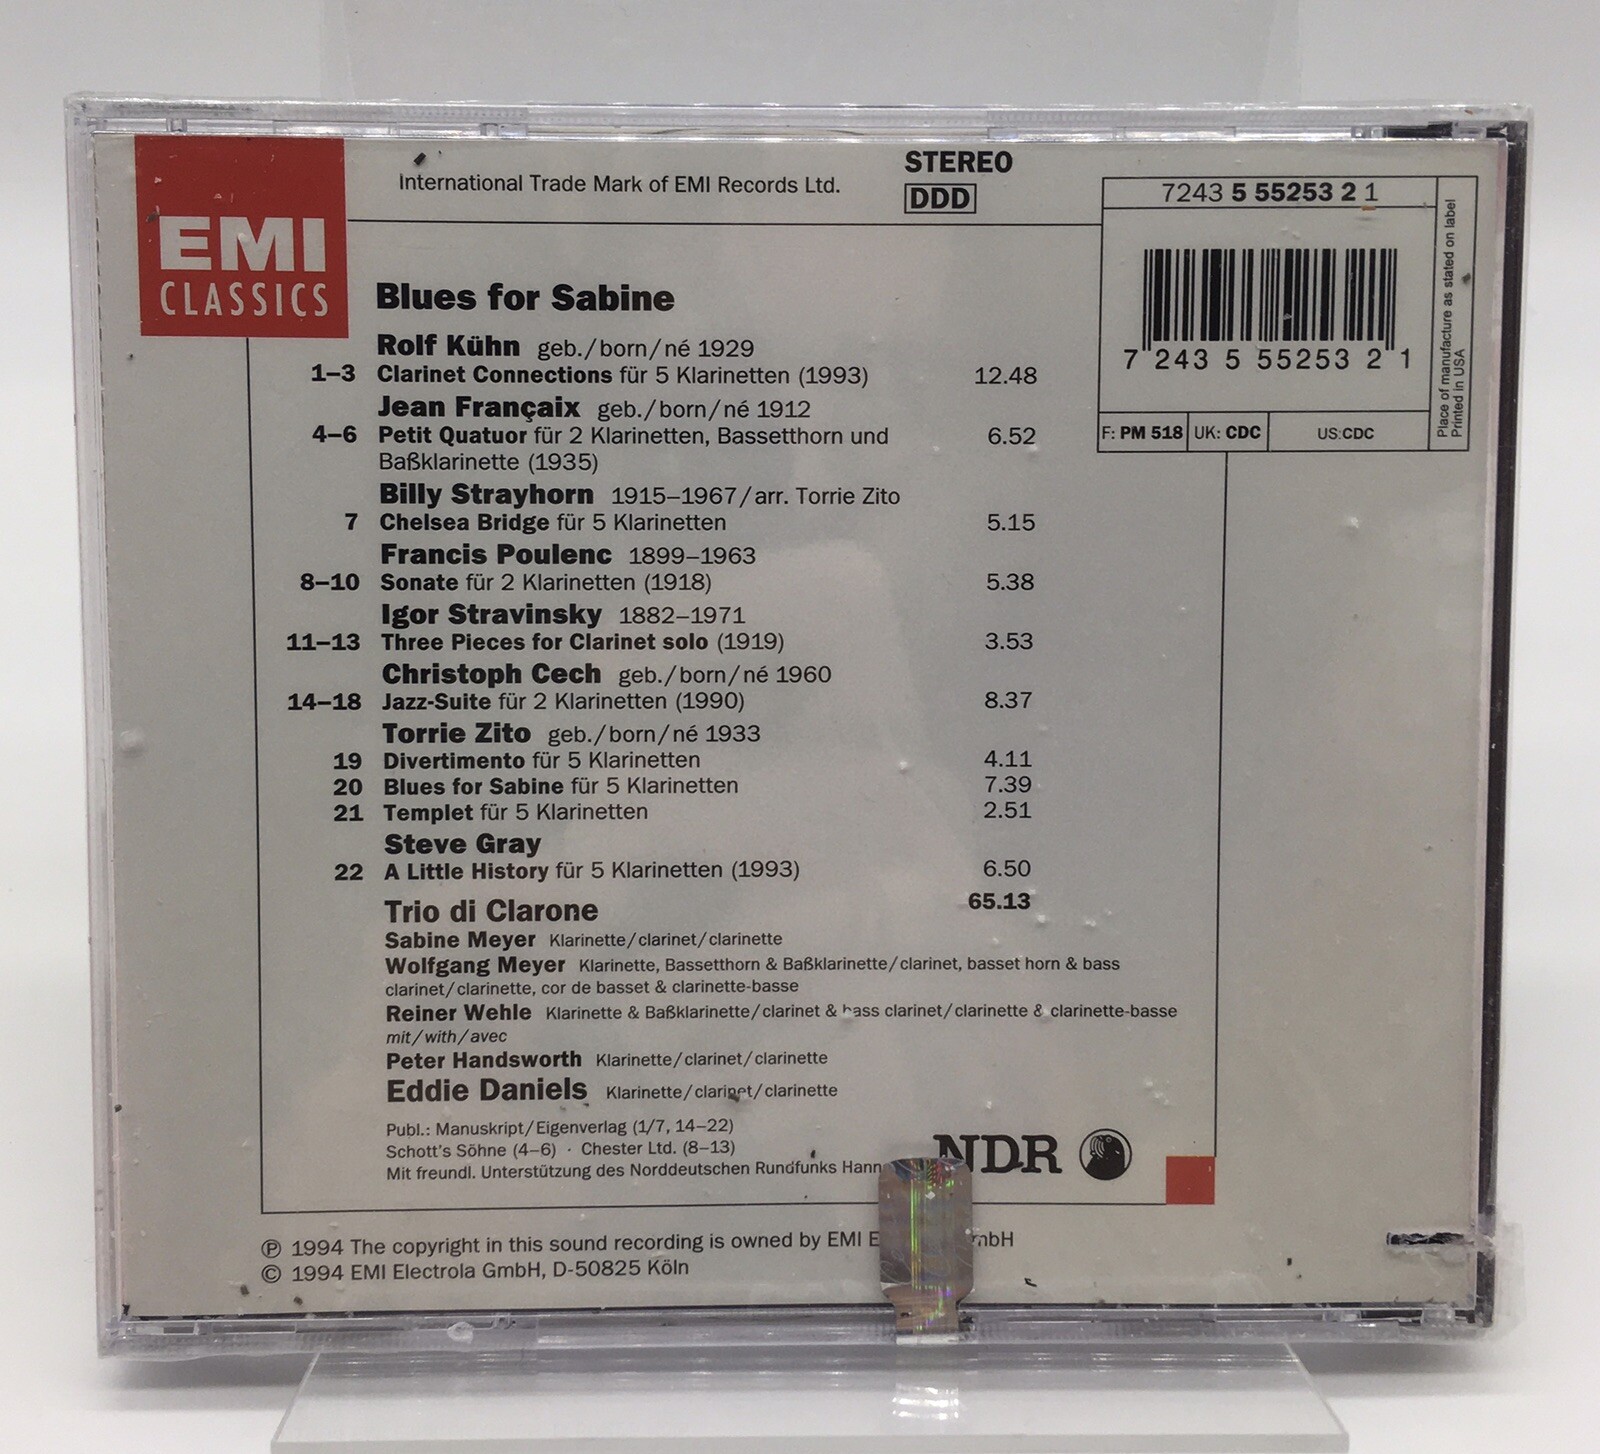 EMI
CLASSICS
International Trade Mark of EMI Records Ltd.
STEREO
DDD
7243 5 55253 2 1
7 243 5 55253 2 1
F: PM 518 UK: CDC US:CDC
Place of manufacture as stated on label
Printed in USA
Blues for Sabine
Rolf Kühn geb./born/né 1929
1–3 Clarinet Connections für 5 Klarinetten (1993) 12.48
Jean Françaix geb./born/né 1912
4–6 Petit Quatuor für 2 Klarinetten, Bassetthorn und 6.52
Baßklarinette (1935)
Billy Strayhorn 1915–1967/arr. Torrie Zito
7 Chelsea Bridge für 5 Klarinetten 5.15
Francis Poulenc 1899–1963
8–10 Sonate für 2 Klarinetten (1918) 5.38
Igor Stravinsky 1882–1971
11–13 Three Pieces for Clarinet solo (1919) 3.53
Christoph Cech geb./born/né 1960
14–18 Jazz-Suite für 2 Klarinetten (1990) 8.37
Torrie Zito geb./born/né 1933
19 Divertimento für 5 Klarinetten 4.11
20 Blues for Sabine für 5 Klarinetten 7.39
21 Templet für 5 Klarinetten 2.51
Steve Gray
22 A Little History für 5 Klarinetten (1993) 6.50
Trio di Clarone 65.13
Sabine Meyer Klarinette/clarinet/clarinette
Wolfgang Meyer Klarinette, Bassetthorn & Baßklarinette/clarinet, basset horn & bass
clarinet/clarinette, cor de basset & clarinette-basse
Reiner Wehle Klarinette & Baßklarinette/clarinet & bass clarinet/clarinette & clarinette-basse
mit/with/avec
Peter Handsworth Klarinette/clarinet/clarinette
Eddie Daniels Klarinette/clarinet/clarinette
Publ.: Manuskript/Eigenverlag (1/7, 14–22)
Schott's Söhne (4–6) · Chester Ltd. (8–13)
Mit freundl. Unterstützung des Norddeutschen Rundfunks
NDR
℗ 1994 The copyright in this sound recording is owned by EMI
© 1994 EMI Electrola GmbH, D-50825 Köln